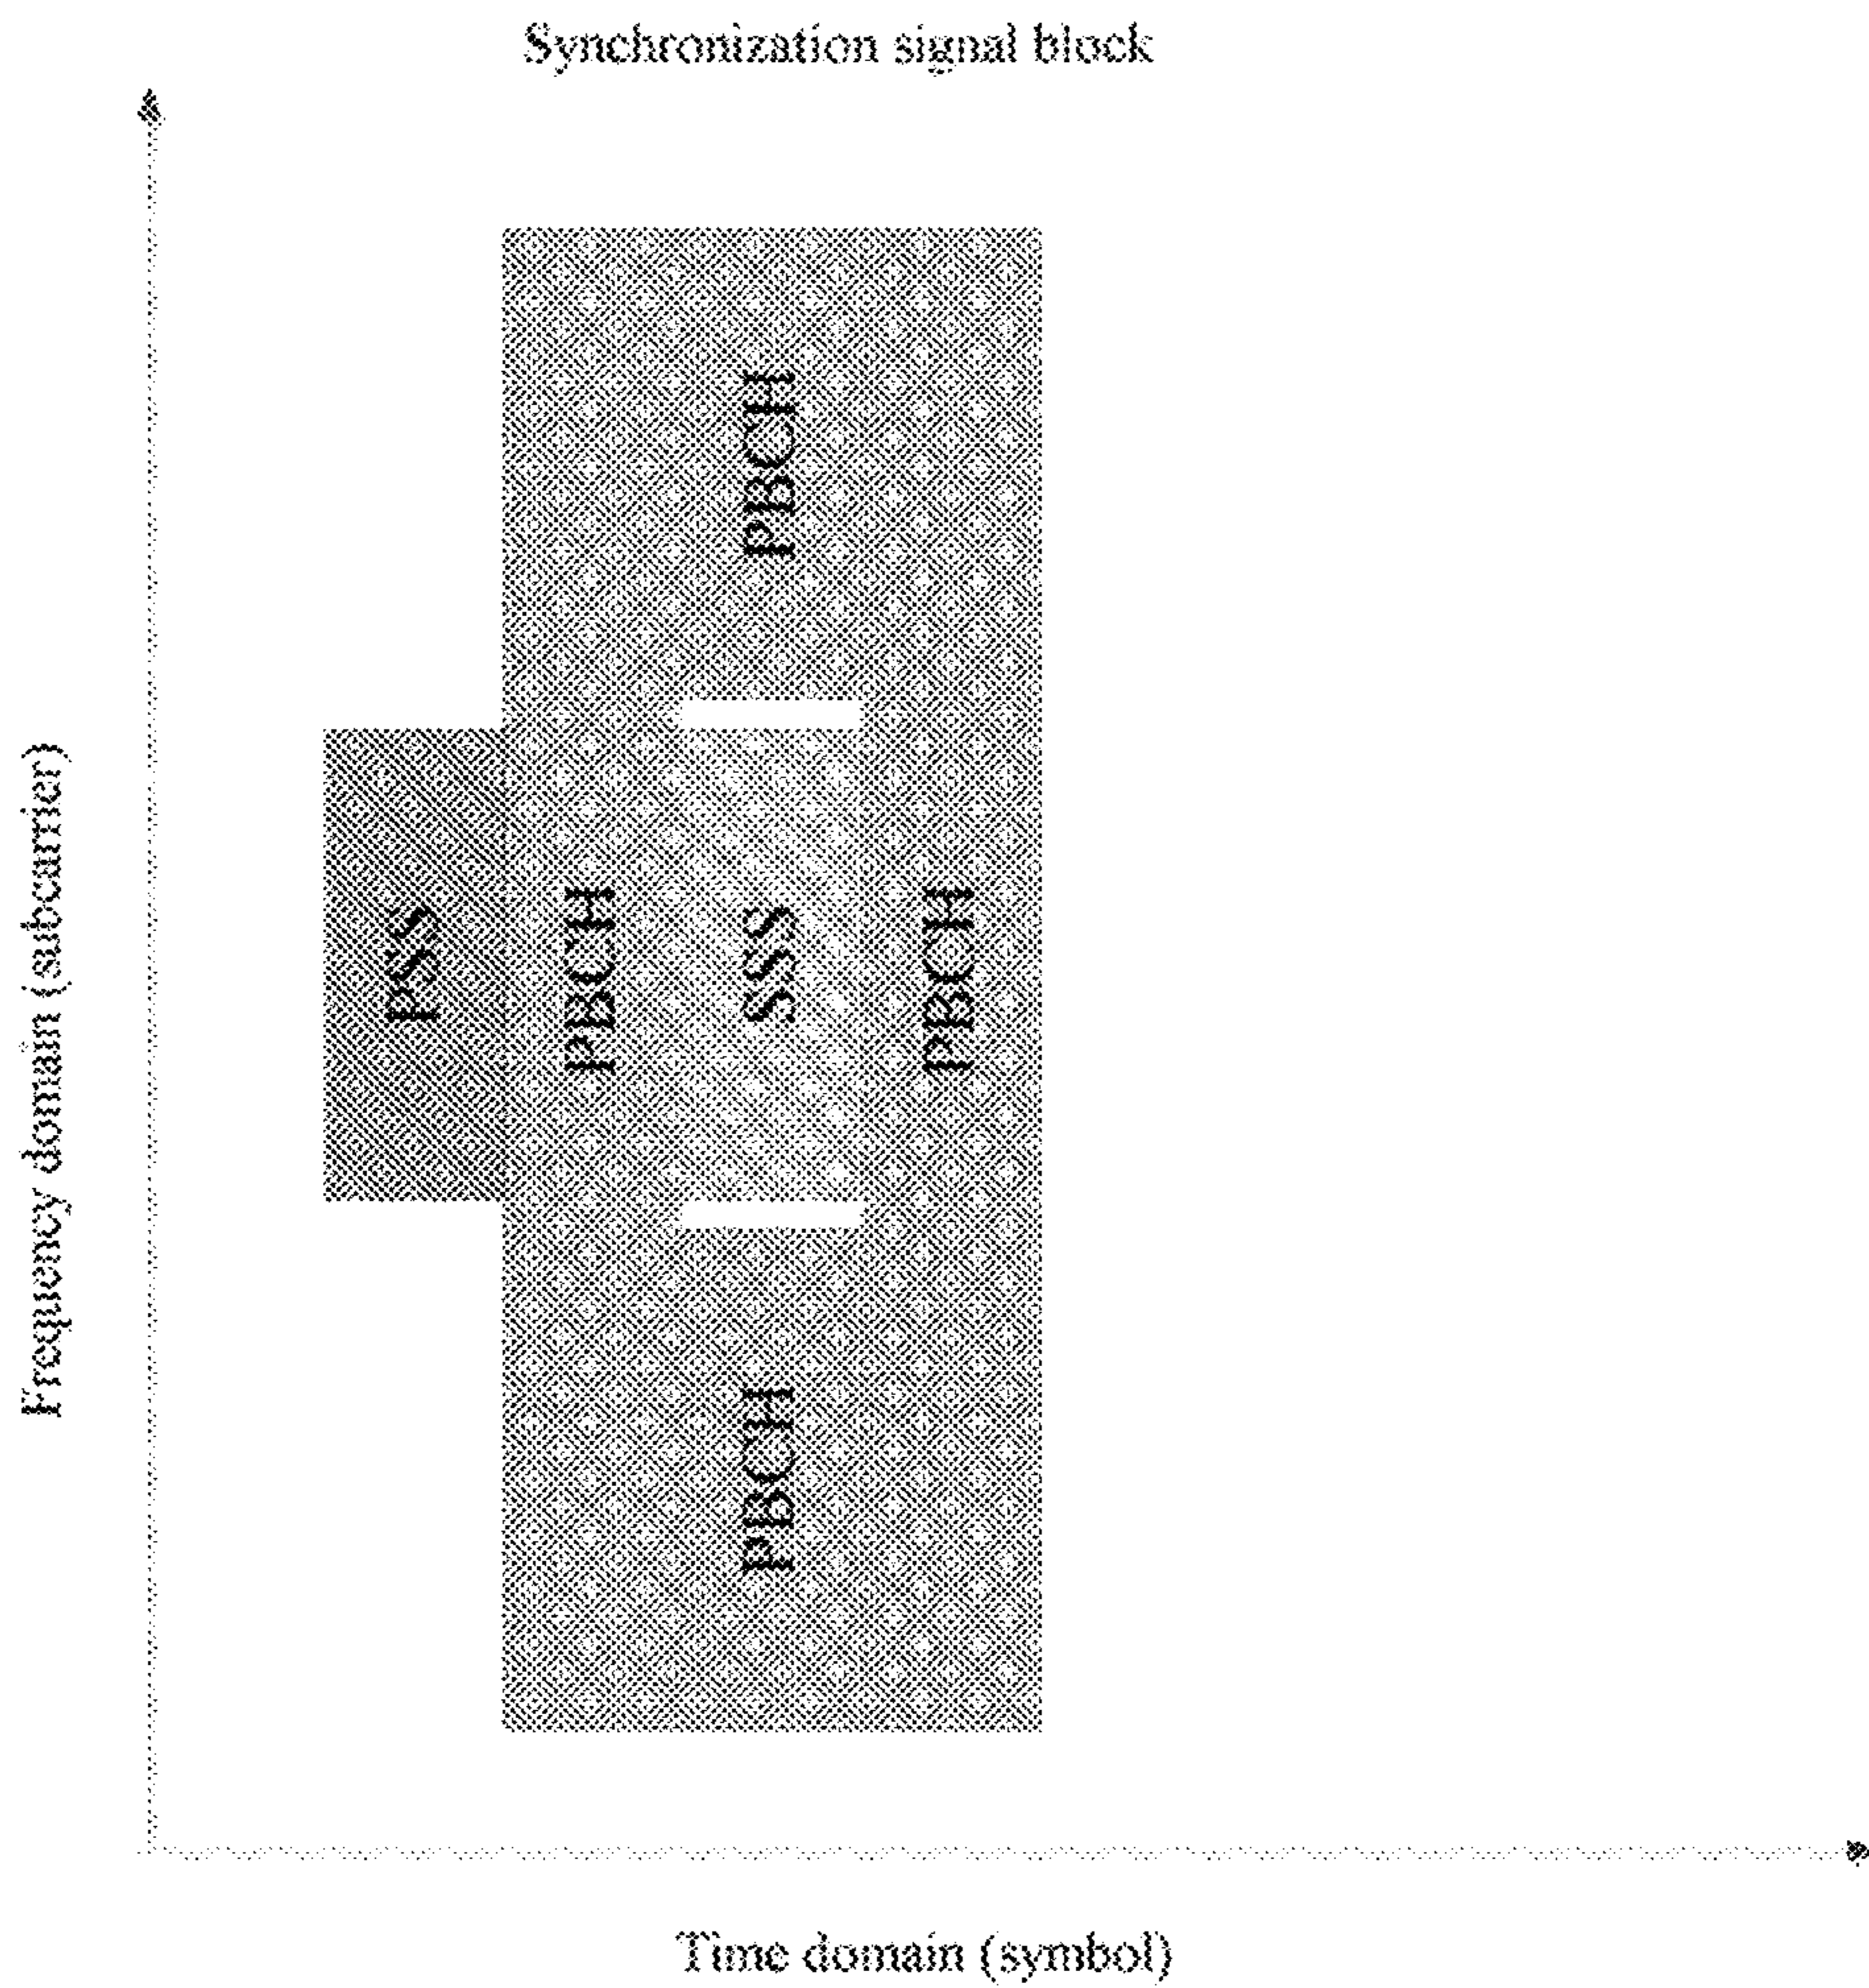 Synchronization signal block
Frequency domain (subcarrier)
PBCH
PSS
PBCH
SSS
PBCH
PBCH
Time domain (symbol)